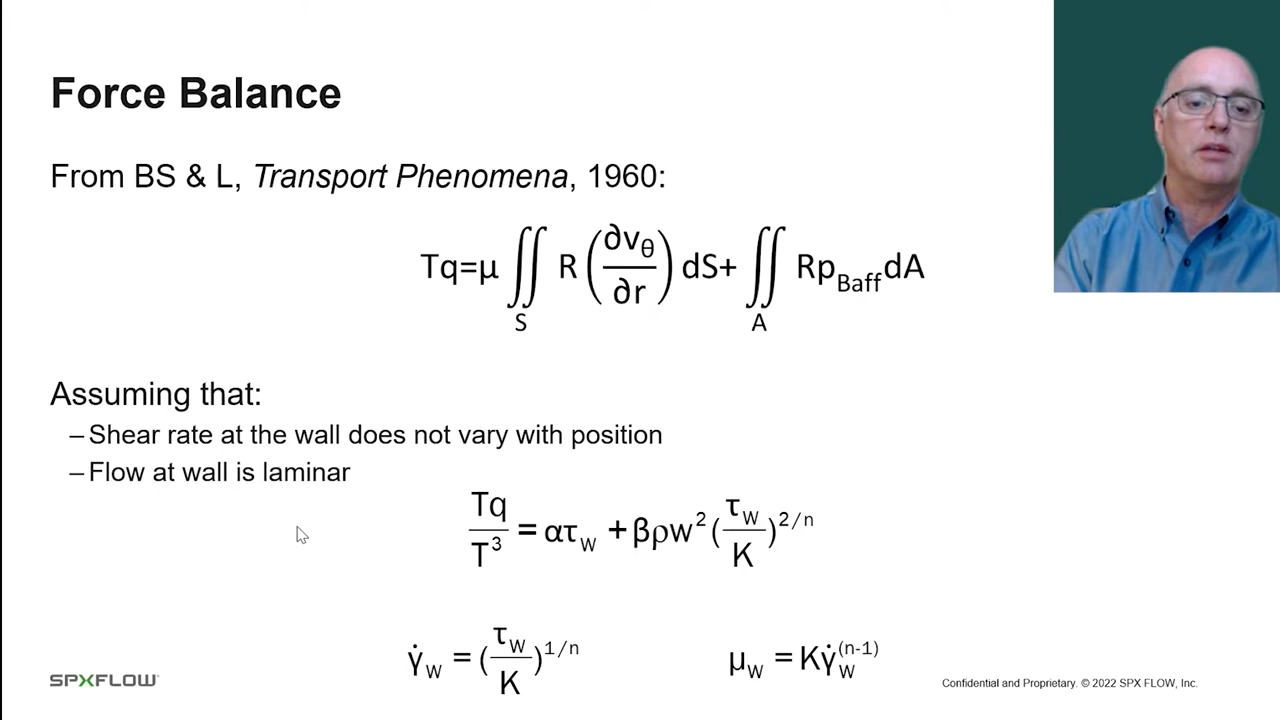 Force Balance
From BS & L, Transport Phenomena, 1960:
Tq=μ ∬_S R (∂v_θ/∂r) dS+ ∬_A Rp_Baff dA
Assuming that:
–Shear rate at the wall does not vary with position
–Flow at wall is laminar
Tq/T³ = ατ_W +βρw²(τ_W/K)^2/n
γ̇_W = (τ_W/K)^1/n
μ_W = Kγ̇_W^(n-1)
SPXFLOW
Confidential and Proprietary. © 2022 SPX FLOW, Inc.